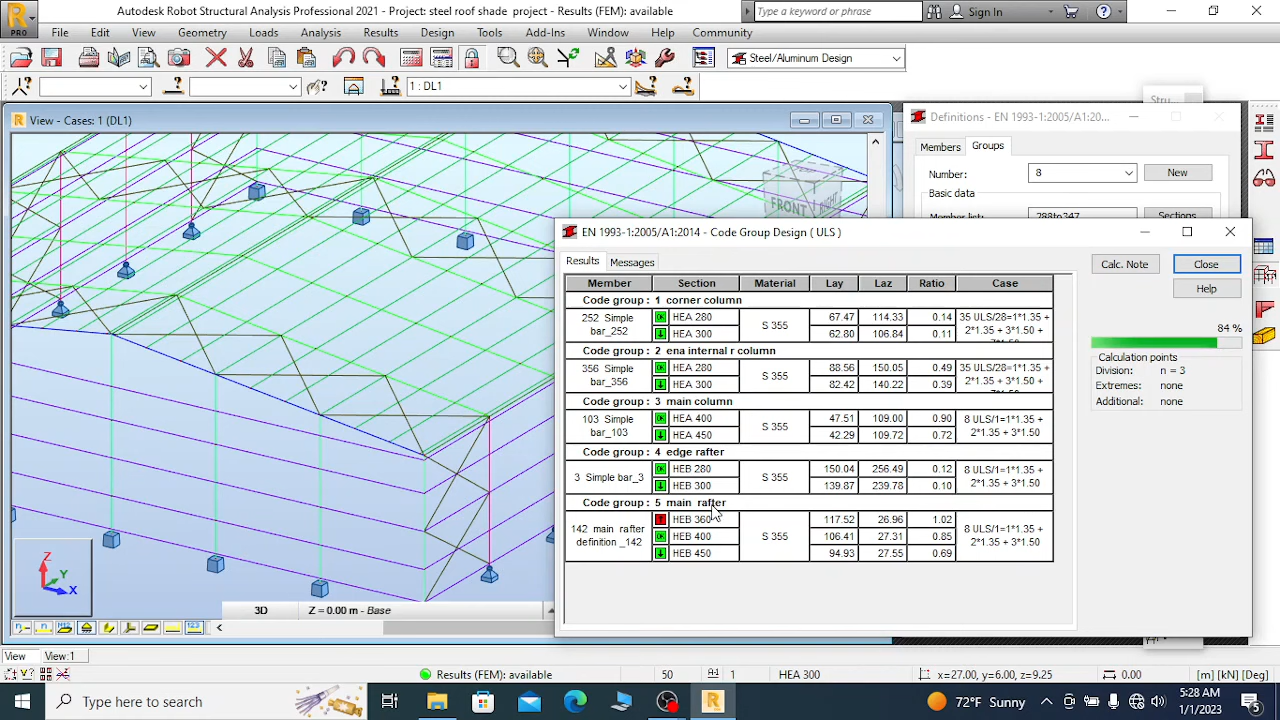 Autodesk Robot Structural Analysis Professional 2021 - Project: steel roof shade project - Results (FEM): available
Type a keyword or phrase
Sign In
PRO
File Edit View Geometry Loads Analysis Results Design Tools Add-Ins Window Help Community
Steel/Aluminum Design
1 : DL1
View - Cases: 1 (DL1)
FRONT
RIGHT
3D
Z = 0.00 m - Base
Z
Y
X
Definitions - EN 1993-1:2005/A1:20...
Members Groups
Number: 8 New
Basic data
EN 1993-1:2005/A1:2014 - Code Group Design ( ULS )
Results Messages
Calc. Note Close
Help
84 %
Calculation points
Division: n = 3
Extremes: none
Additional: none
Member Section Material Lay Laz Ratio Case
Code group : 1 corner column
252 Simple bar_252 HEA 280 S 355 67.47 114.33 0.14 35 ULS/28=1*1.35 +
HEA 300 62.80 106.84 0.11 2*1.35 + 3*1.50 +
Code group : 2 ena internal r column
356 Simple bar_356 HEA 280 S 355 88.56 150.05 0.49 35 ULS/28=1*1.35 +
HEA 300 82.42 140.22 0.39 2*1.35 + 3*1.50 +
Code group : 3 main column
103 Simple bar_103 HEA 400 S 355 47.51 109.00 0.90 8 ULS/1=1*1.35 +
HEA 450 42.29 109.72 0.72 2*1.35 + 3*1.50
Code group : 4 edge rafter
3 Simple bar_3 HEB 280 S 355 150.04 256.49 0.12 8 ULS/1=1*1.35 +
HEB 300 139.87 239.78 0.10 2*1.35 + 3*1.50
Code group : 5 main rafter
142 main rafter definition _142 HEB 360 S 355 117.52 26.96 1.02 8 ULS/1=1*1.35 +
HEB 400 106.41 27.31 0.85 2*1.35 + 3*1.50
HEB 450 94.93 27.55 0.69
View View:1
Results (FEM): available 50 1 HEA 300 x=27.00, y=6.00, z=9.25 0.00 [m] [kN] [Deg]
Type here to search
72°F Sunny
5:28 AM
1/1/2023